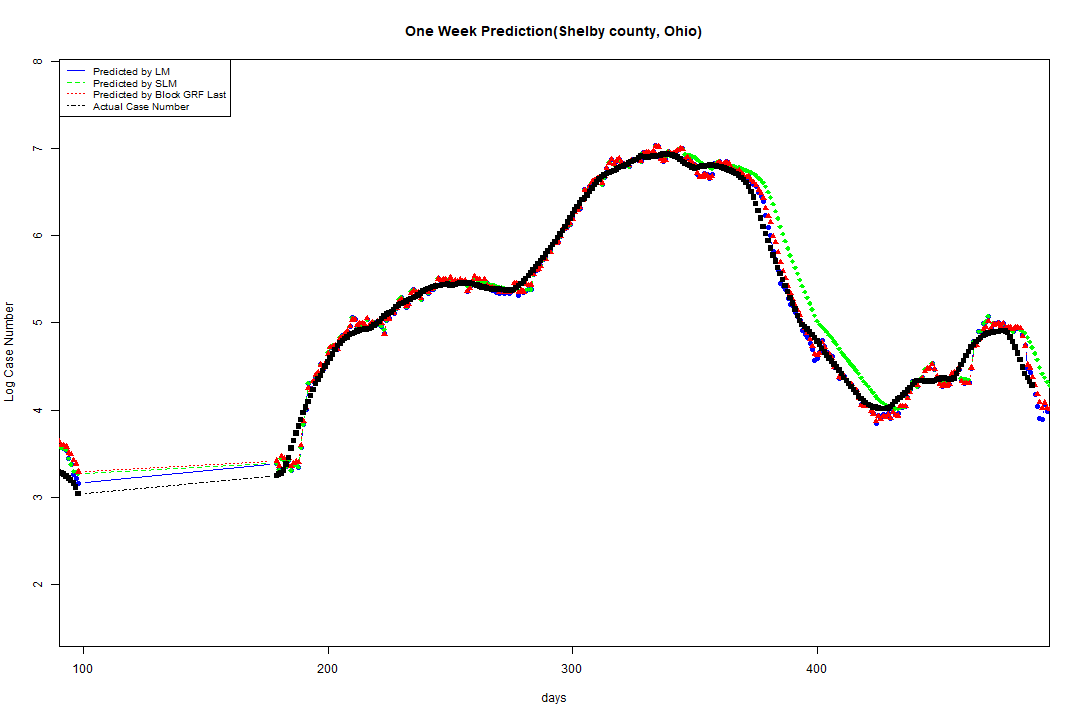 One Week Prediction(Shelby county, Ohio)
Predicted by LM
Predicted by SLM
Predicted by Block GRF Last
Actual Case Number
Log Case Number
8
7
6
5
4
3
2
100 200 300 400
days